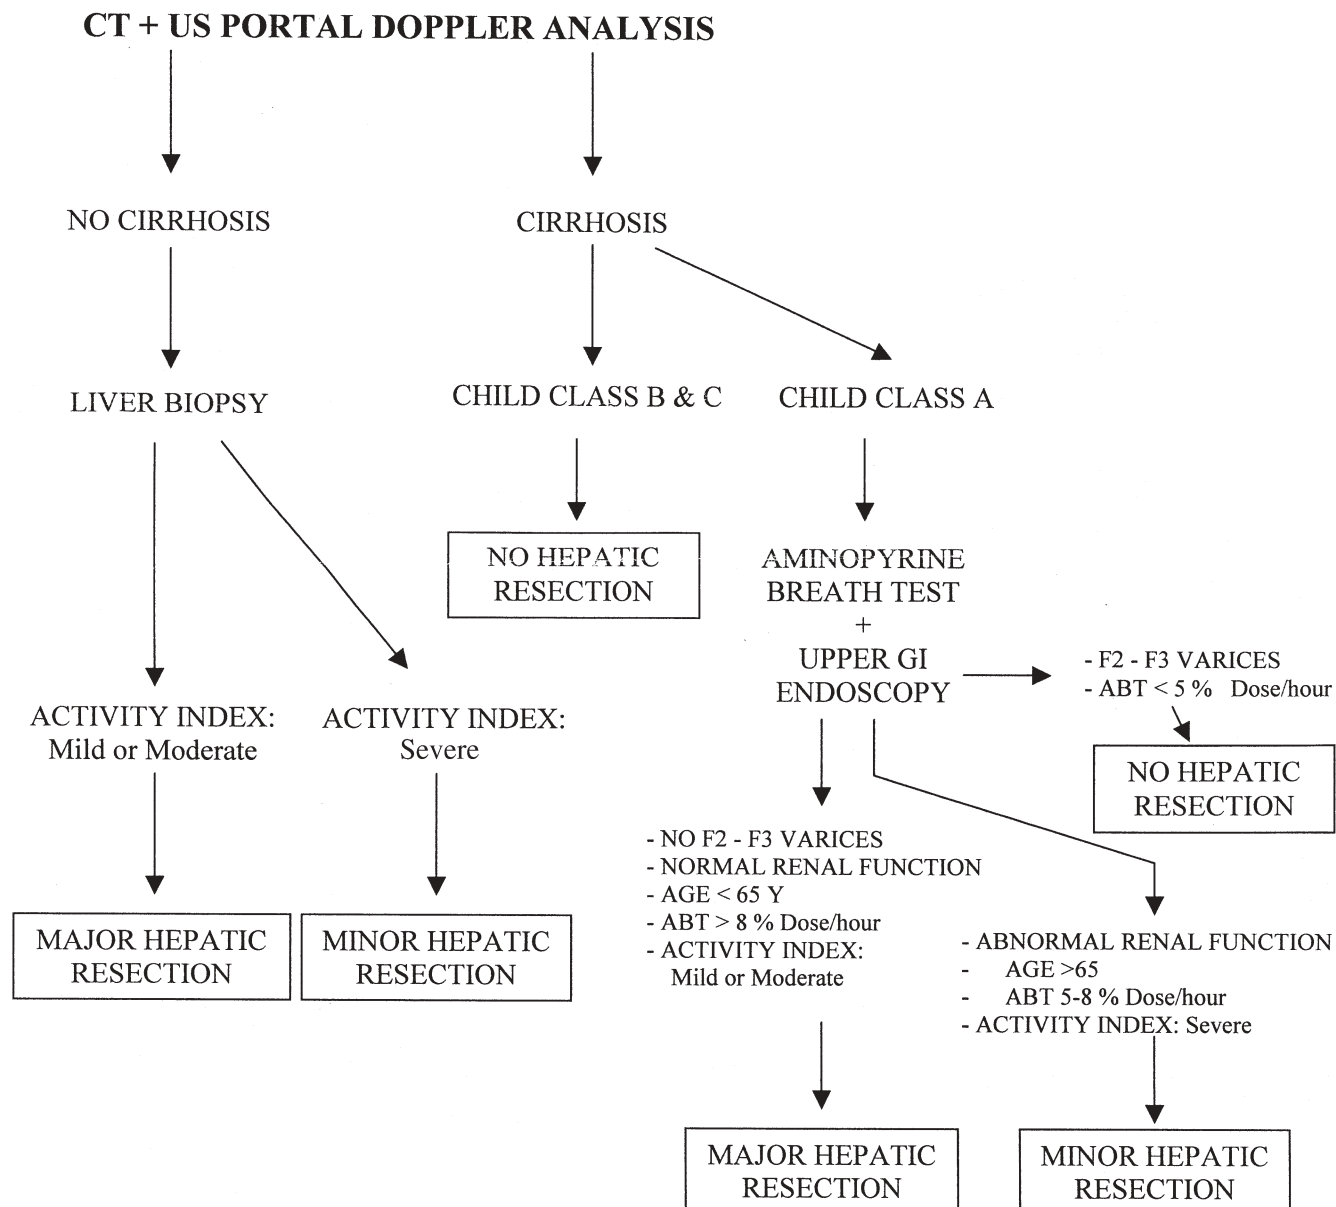 CT + US PORTAL DOPPLER ANALYSIS
NO CIRRHOSIS
CIRRHOSIS
LIVER BIOPSY
CHILD CLASS B & C
CHILD CLASS A
NO HEPATIC
RESECTION
AMINOPYRINE
BREATH TEST
+
UPPER GI
ENDOSCOPY
- F2 - F3 VARICES
- ABT < 5 % Dose/hour
NO HEPATIC
RESECTION
ACTIVITY INDEX:
Mild or Moderate
ACTIVITY INDEX:
Severe
MAJOR HEPATIC
RESECTION
MINOR HEPATIC
RESECTION
- NO F2 - F3 VARICES
- NORMAL RENAL FUNCTION
- AGE < 65 Y
- ABT > 8 % Dose/hour
- ACTIVITY INDEX:
Mild or Moderate
- ABNORMAL RENAL FUNCTION
- AGE >65
- ABT 5-8 % Dose/hour
- ACTIVITY INDEX: Severe
MAJOR HEPATIC
RESECTION
MINOR HEPATIC
RESECTION